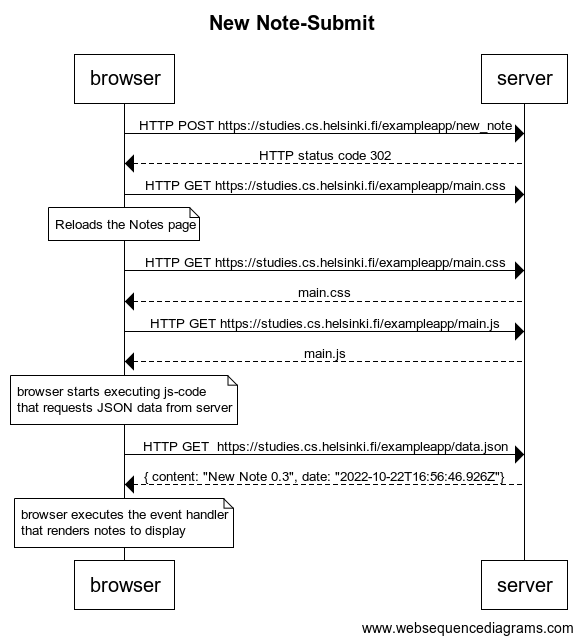 New Note-Submit
browser
server
HTTP POST https://studies.cs.helsinki.fi/exampleapp/new_note
HTTP status code 302
HTTP GET https://studies.cs.helsinki.fi/exampleapp/main.css
Reloads the Notes page
HTTP GET https://studies.cs.helsinki.fi/exampleapp/main.css
main.css
HTTP GET https://studies.cs.helsinki.fi/exampleapp/main.js
main.js
browser starts executing js-code
that requests JSON data from server
HTTP GET  https://studies.cs.helsinki.fi/exampleapp/data.json
{ content: "New Note 0.3", date: "2022-10-22T16:56:46.926Z"}
browser executes the event handler
that renders notes to display
browser
server
www.websequencediagrams.com